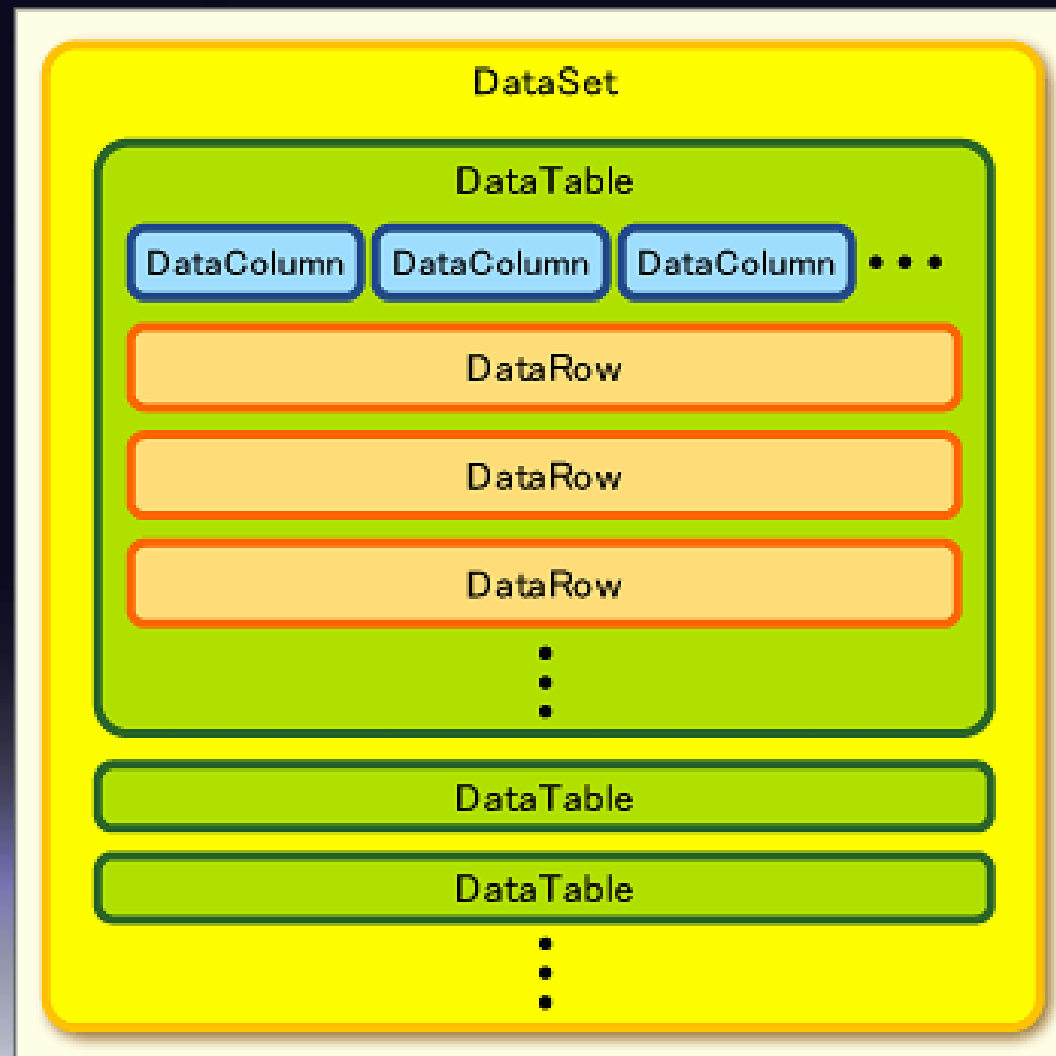 DataSet
DataTable
DataColumn DataColumn DataColumn •••
DataRow
DataRow
DataRow
DataTable
DataTable